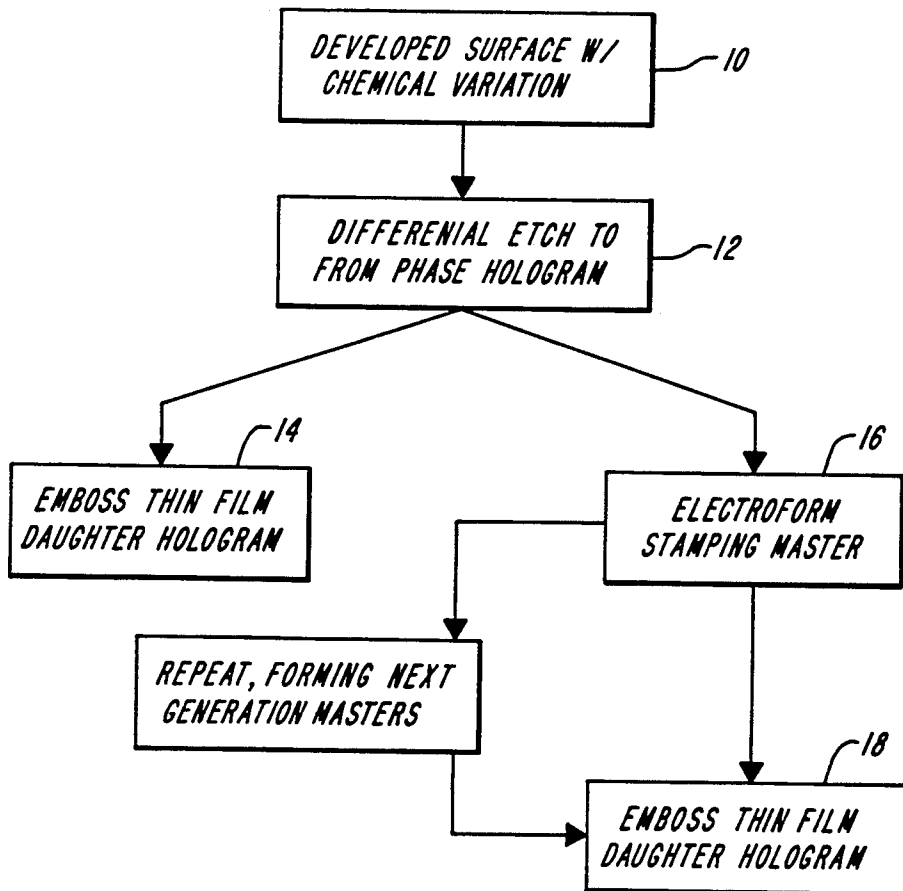 DEVELOPED SURFACE W/
CHEMICAL VARIATION
10
DIFFERENIAL ETCH TO
FROM PHASE HOLOGRAM
12
14
EMBOSS THIN FILM
DAUGHTER HOLOGRAM
16
ELECTROFORM
STAMPING MASTER
REPEAT, FORMING NEXT
GENERATION MASTERS
18
EMBOSS THIN FILM
DAUGHTER HOLOGRAM